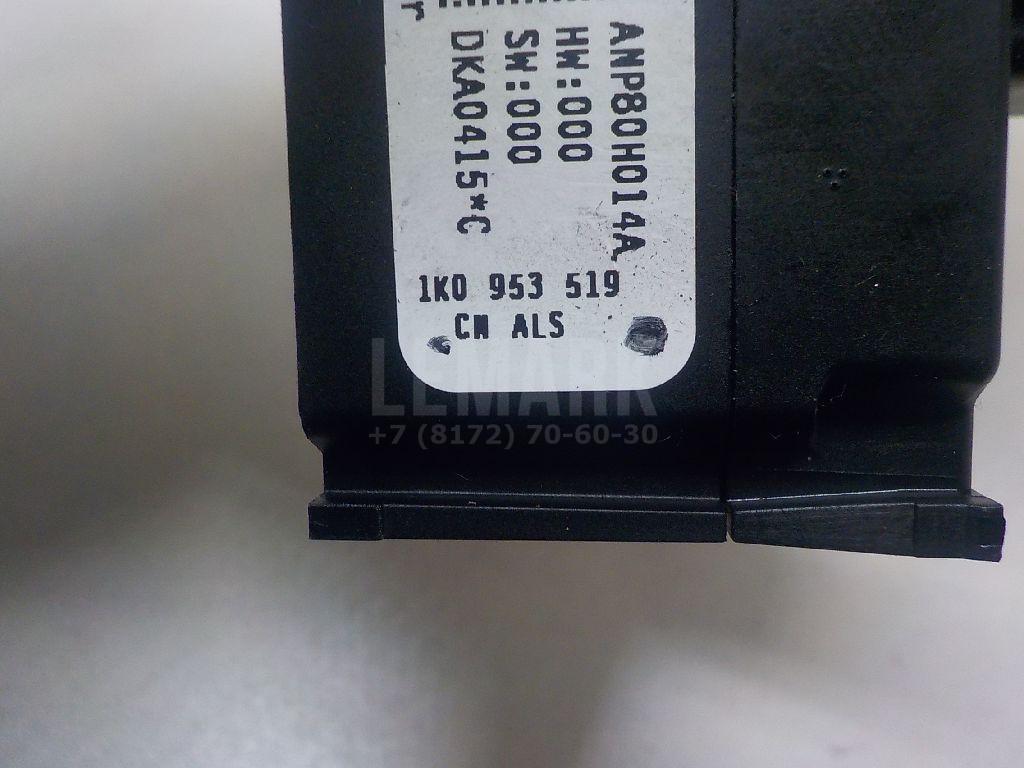 ANP80H014A
HW:000
SW:000
DKA0415*C
1K0 953 519
CN ALS
LEMARK
+7 (8172) 70-60-30